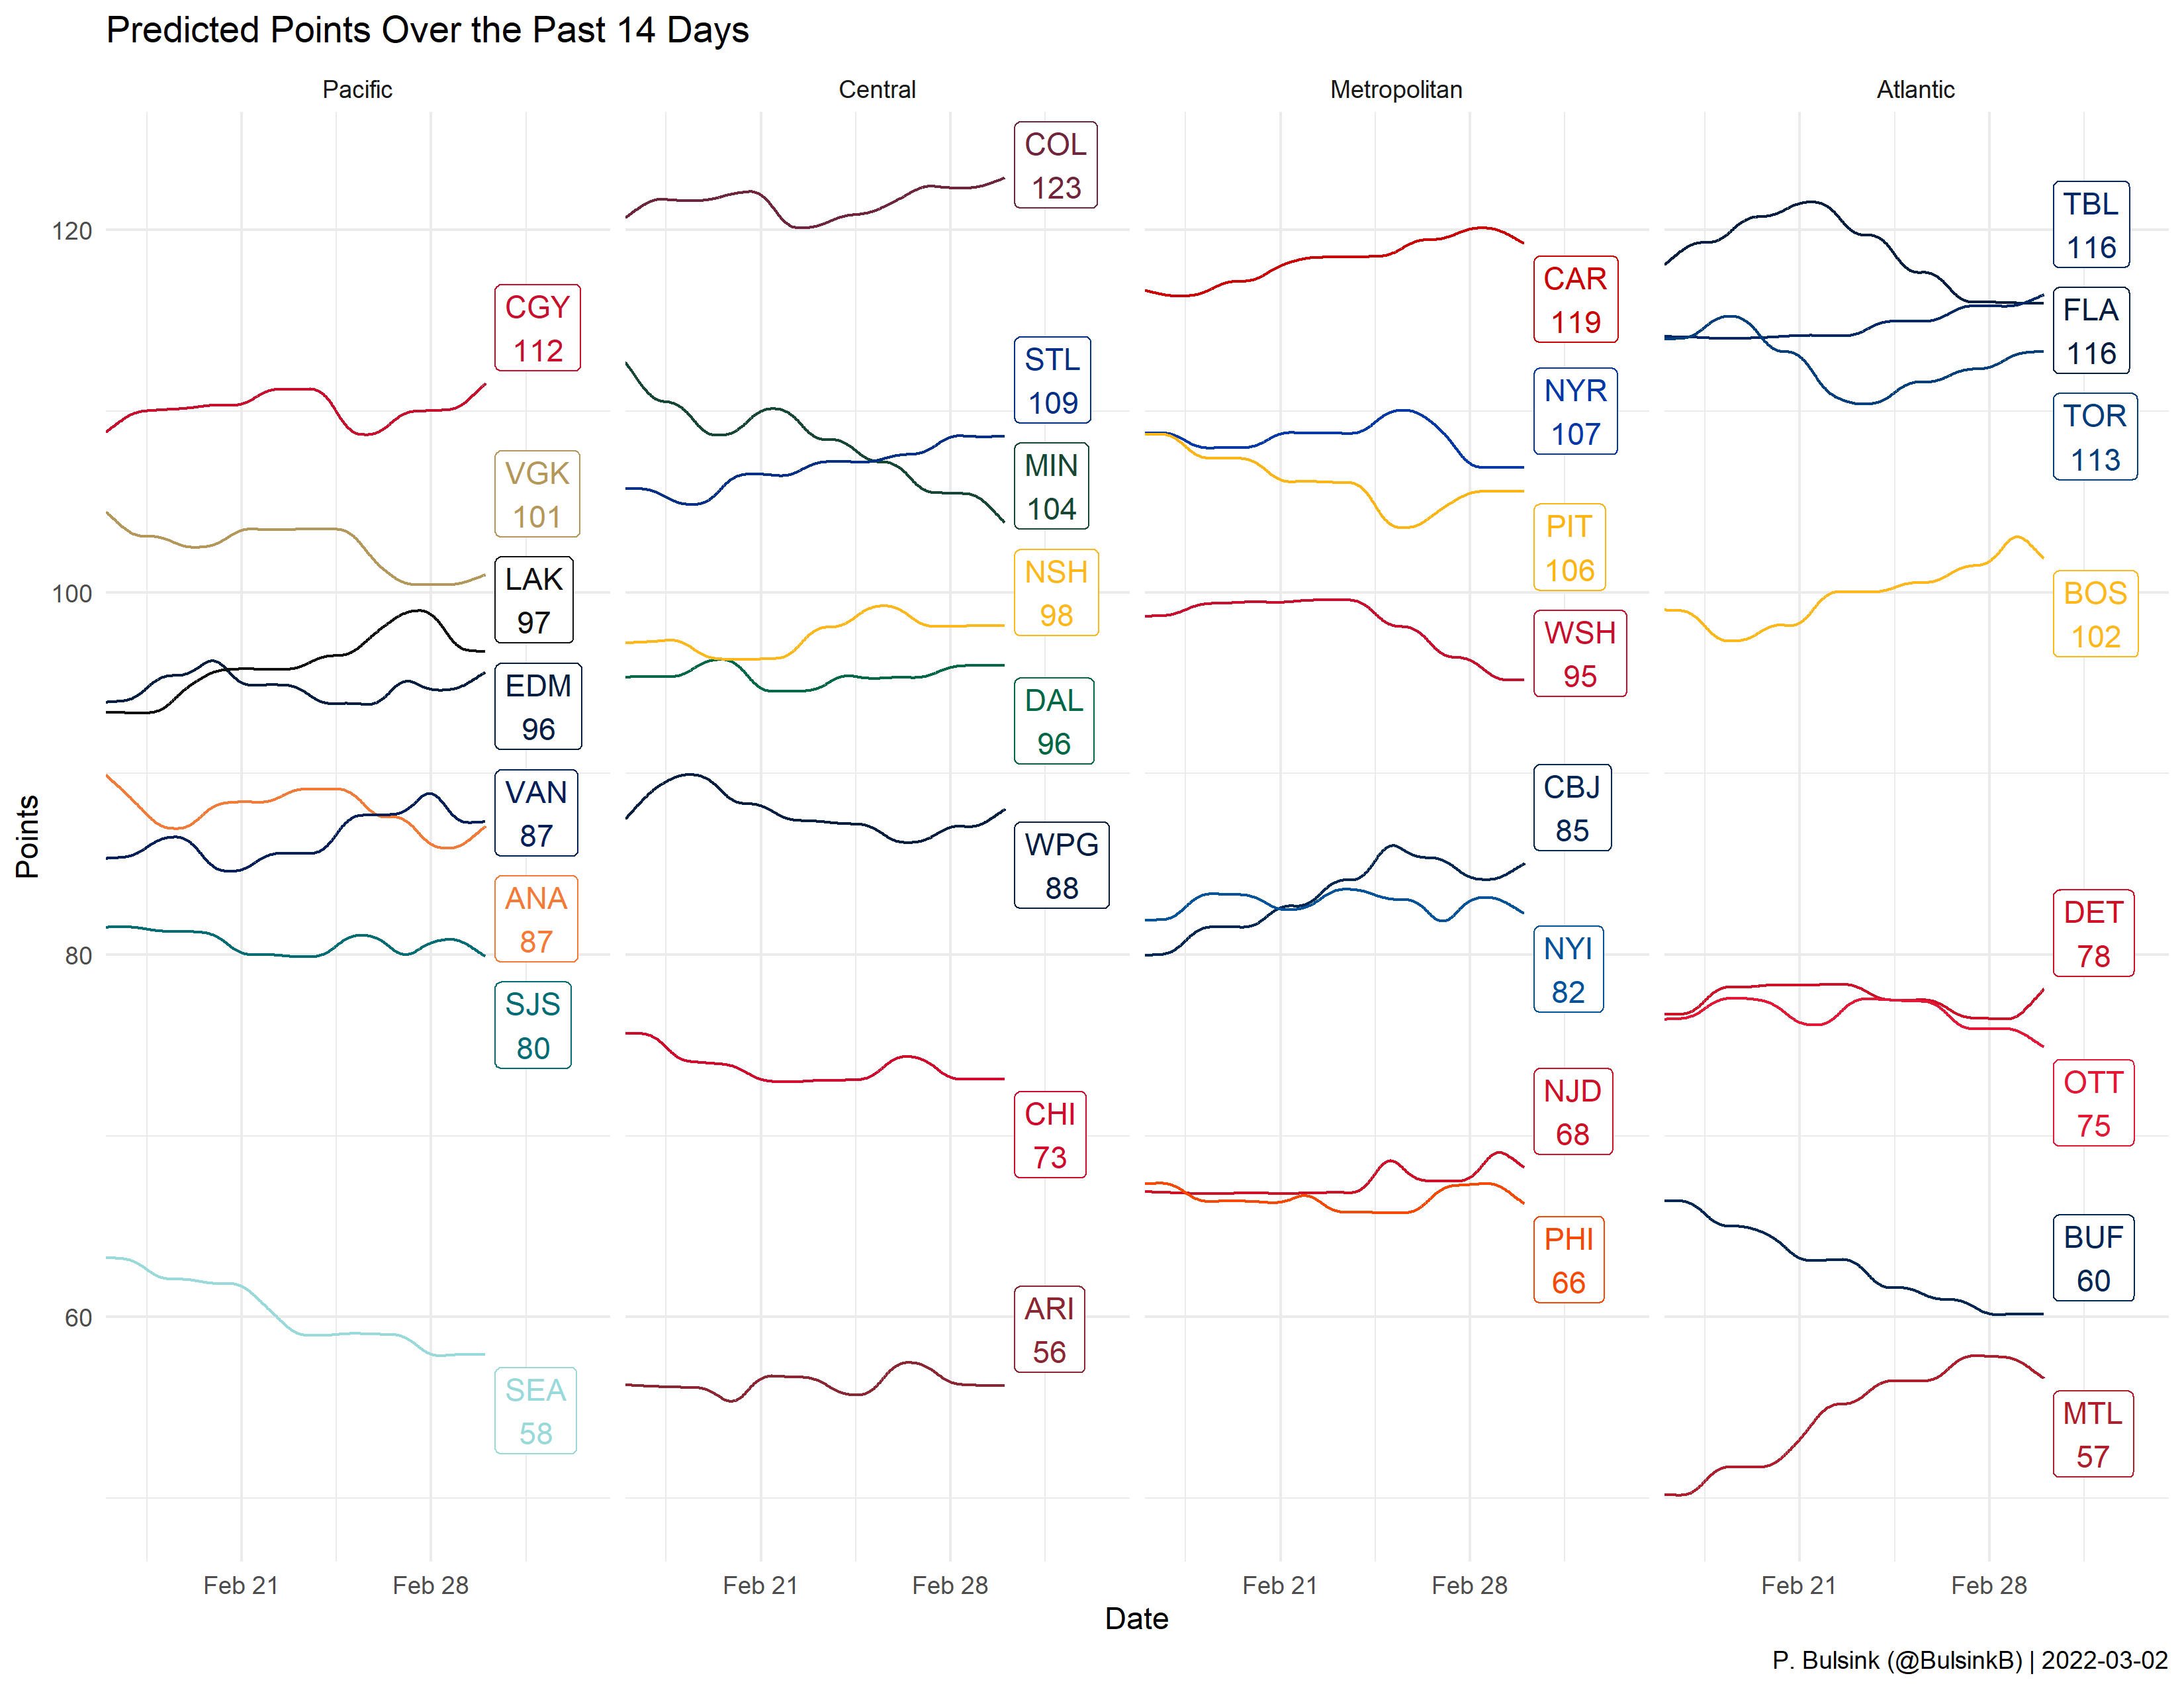 Predicted Points Over the Past 14 Days
Pacific
Central
Metropolitan
Atlantic
Points
120
100
80
60
CGY
112
VGK
101
LAK
97
EDM
96
VAN
87
ANA
87
SJS
80
SEA
58
COL
123
STL
109
MIN
104
NSH
98
DAL
96
WPG
88
CHI
73
ARI
56
CAR
119
NYR
107
PIT
106
WSH
95
CBJ
85
NYI
82
NJD
68
PHI
66
TBL
116
FLA
116
TOR
113
BOS
102
DET
78
OTT
75
BUF
60
MTL
57
Feb 21
Feb 28
Feb 21
Feb 28
Feb 21
Feb 28
Feb 21
Feb 28
Date
P. Bulsink (@BulsinkB) | 2022-03-02